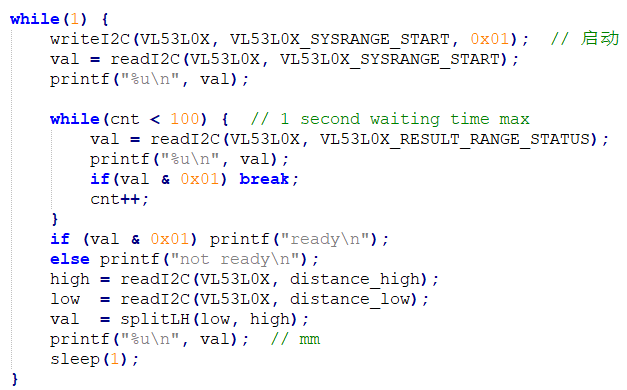 while(1) {
    writeI2C(VL53L0X, VL53L0X_SYSRANGE_START, 0x01);  // 启动
    val = readI2C(VL53L0X, VL53L0X_SYSRANGE_START);
    printf("%u\n", val);

    while(cnt < 100) {  // 1 second waiting time max
        val = readI2C(VL53L0X, VL53L0X_RESULT_RANGE_STATUS);
        printf("%u\n", val);
        if(val & 0x01) break;
        cnt++;
    }
    if (val & 0x01) printf("ready\n");
    else printf("not ready\n");
    high = readI2C(VL53L0X, distance_high);
    low  = readI2C(VL53L0X, distance_low);
    val  = splitLH(low, high);
    printf("%u\n", val);  // mm
    sleep(1);
}